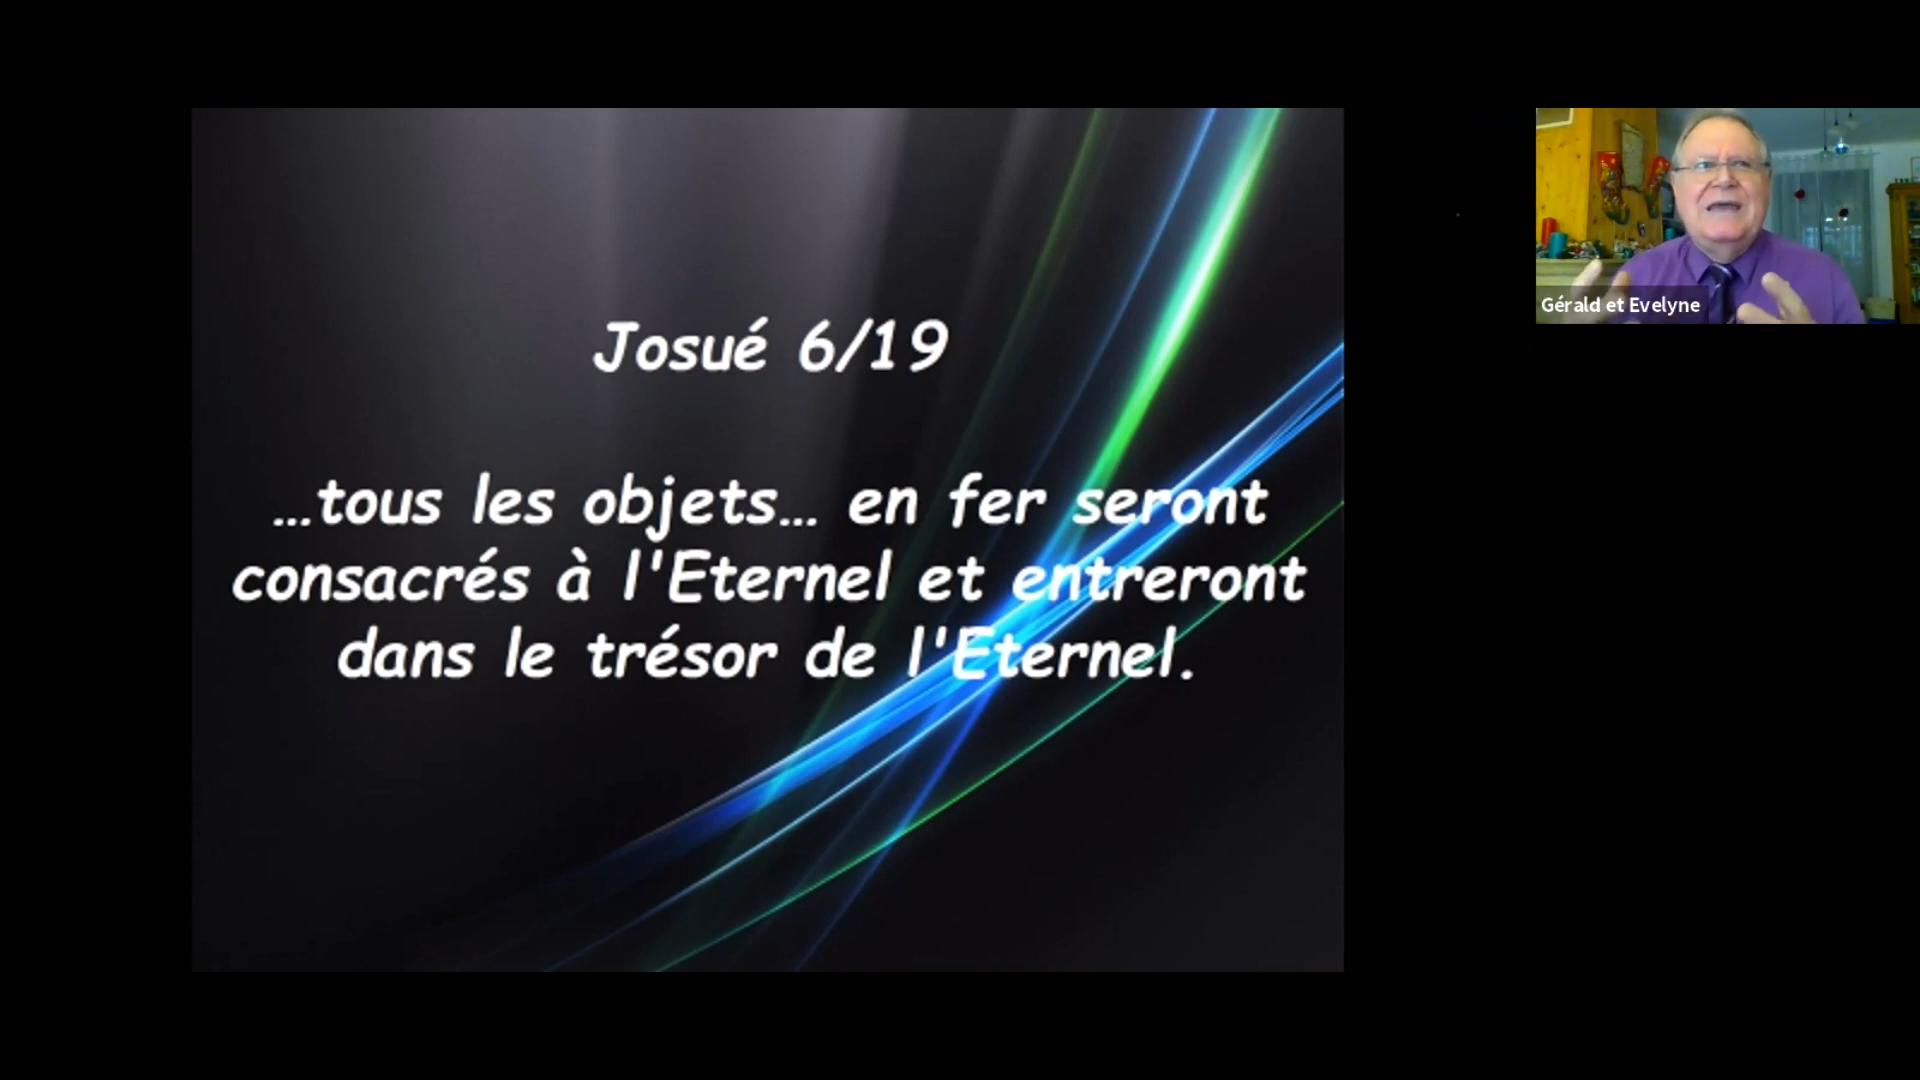 Josué 6/19
...tous les objets... en fer seront
consacrés à l'Eternel et entreront
dans le trésor de l'Eternel.
Gérald et Evelyne